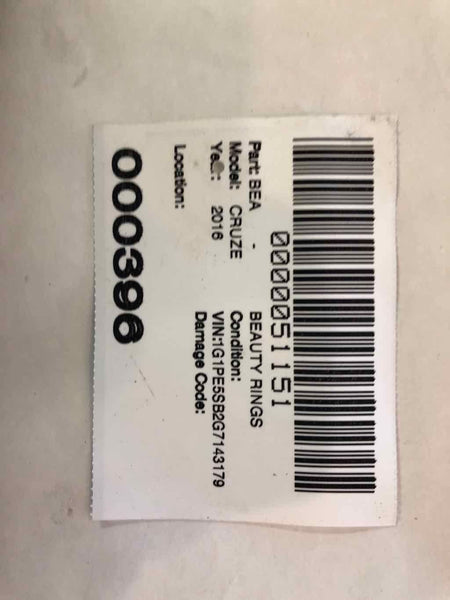 0000051151
Part: BEA - BEAUTY RINGS
Model: CRUZE Condition:
2016 VIN:1G1PE5SB2G7143179
Damage Code:
Location:
000396